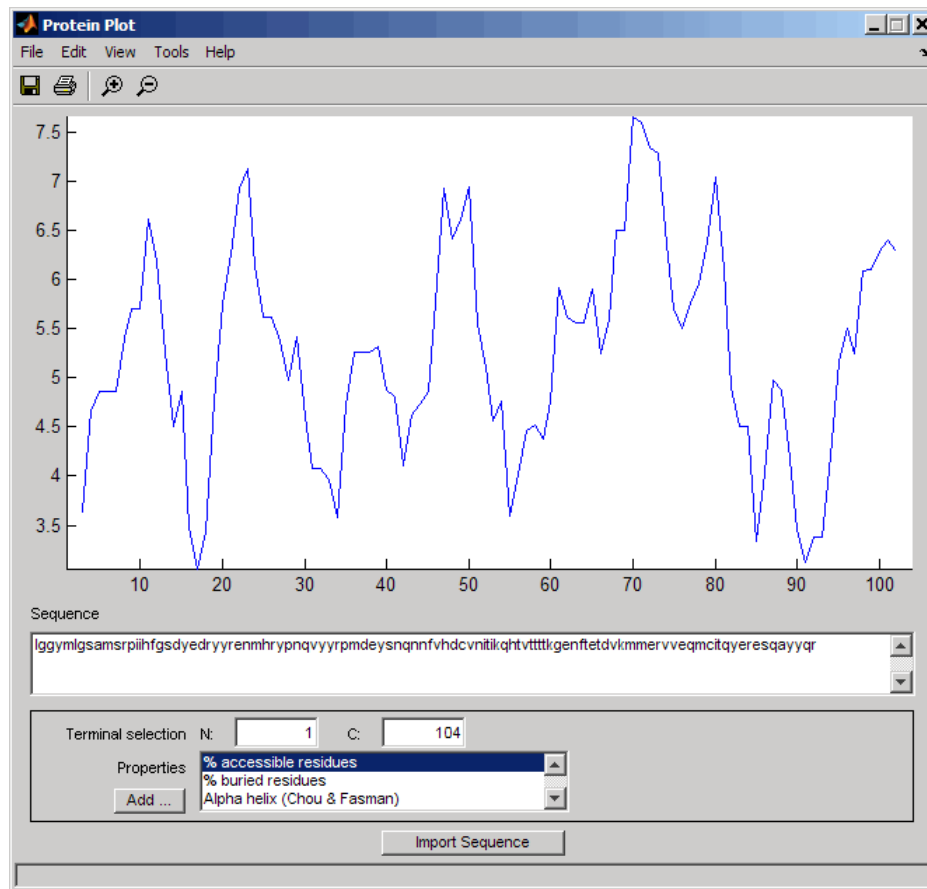 Protein Plot
File Edit View Tools Help
7.5
7
6.5
6
5.5
5
4.5
4
3.5
10 20 30 40 50 60 70 80 90 100
Sequence
lggymlgsamsrpiihfgsdyedryyrenmhrypnqvyyrpmdeysnqnnfvhdcvnitikqhtvttttkgenftetdvkmmervveqmcitqyeresqayyqr
Terminal selection N: 1 C: 104
Properties
% accessible residues
% buried residues
Alpha helix (Chou & Fasman)
Add ...
Import Sequence